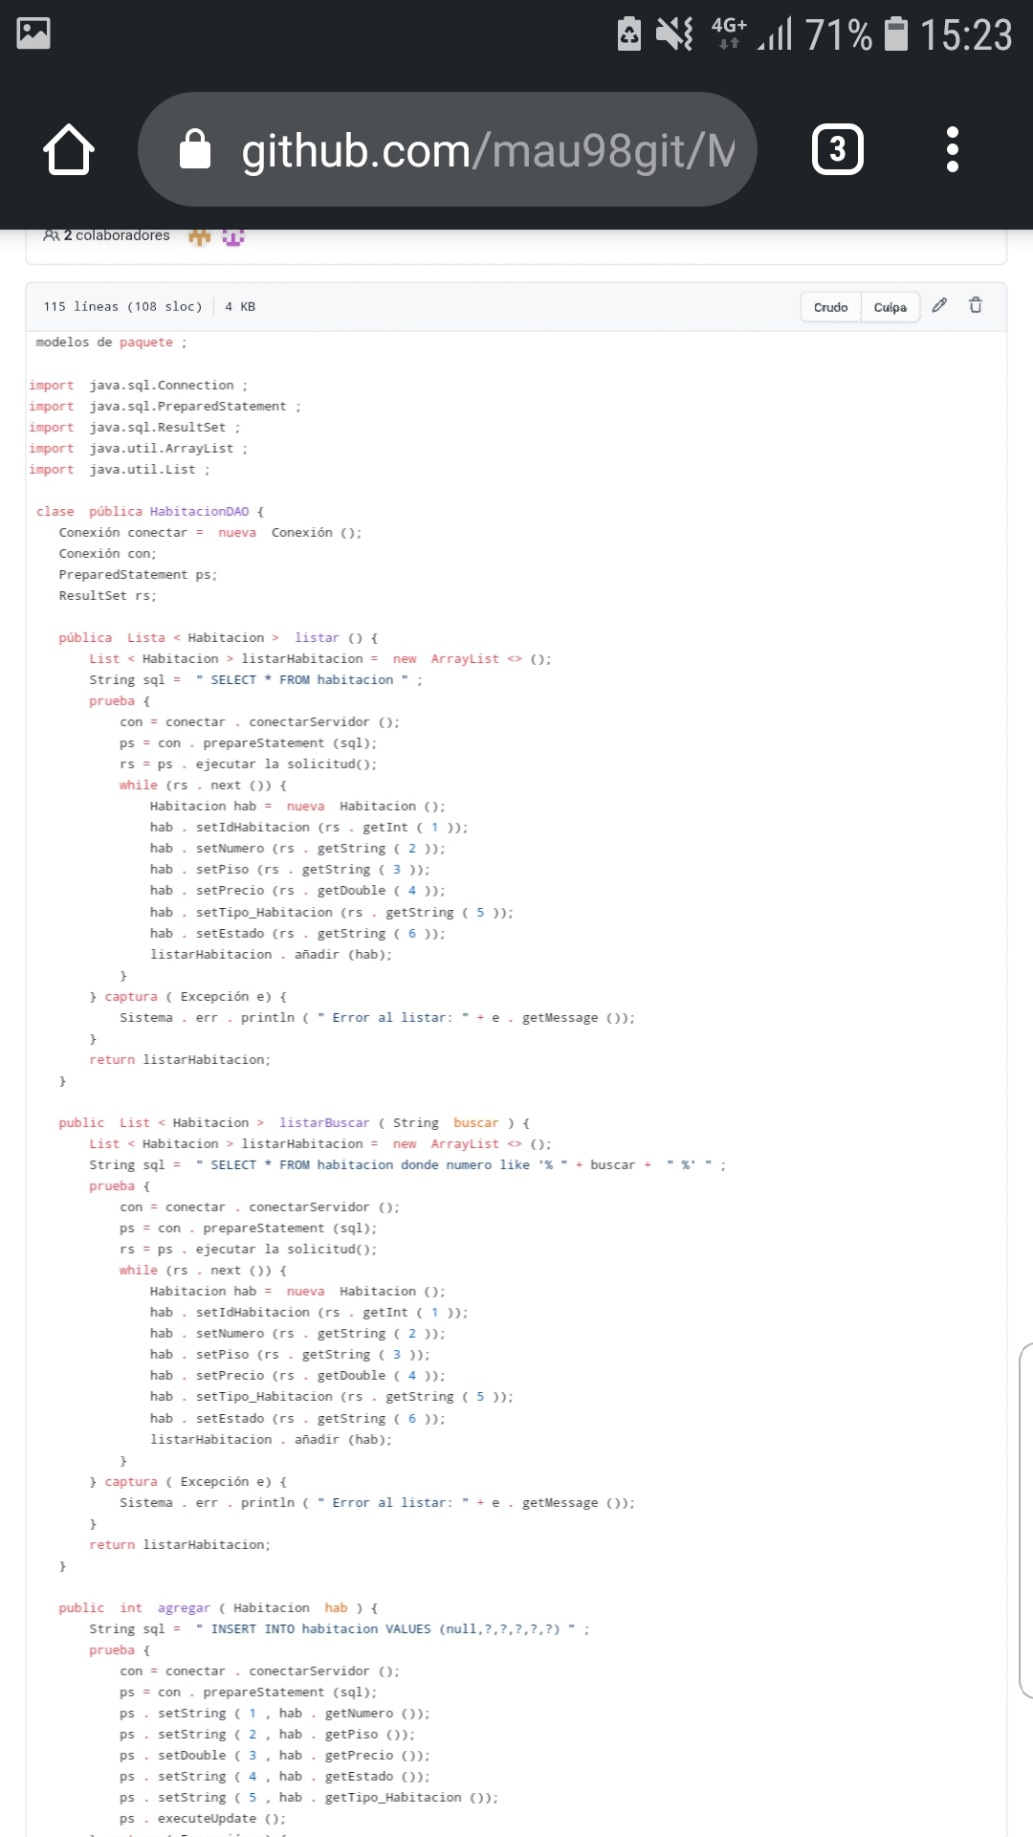 4G+ 71% 15:23
github.com/mau98git/M
3
2 colaboradores
115 líneas (108 sloc) 4 KB Crudo Culpa
modelos de paquete ;
import java.sql.Connection ;
import java.sql.PreparedStatement ;
import java.sql.ResultSet ;
import java.util.ArrayList ;
import java.util.List ;
clase pública HabitacionDAO {
Conexión conectar = nueva Conexión ();
Conexión con;
PreparedStatement ps;
ResultSet rs;
pública Lista < Habitacion > listar () {
List < Habitacion > listarHabitacion = new ArrayList <> ();
String sql = " SELECT * FROM habitacion " ;
prueba {
con = conectar . conectarServidor ();
ps = con . prepareStatement (sql);
rs = ps . ejecutar la solicitud();
while (rs . next ()) {
Habitacion hab = nueva Habitacion ();
hab . setIdHabitacion (rs . getInt ( 1 ));
hab . setNumero (rs . getString ( 2 ));
hab . setPiso (rs . getString ( 3 ));
hab . setPrecio (rs . getDouble ( 4 ));
hab . setTipo_Habitacion (rs . getString ( 5 ));
hab . setEstado (rs . getString ( 6 ));
listarHabitacion . añadir (hab);
}
} captura ( Excepción e) {
Sistema . err . println ( " Error al listar: " + e . getMessage ());
}
return listarHabitacion;
}
public List < Habitacion > listarBuscar ( String buscar ) {
List < Habitacion > listarHabitacion = new ArrayList <> ();
String sql = " SELECT * FROM habitacion donde numero like '% " + buscar + " %' " ;
prueba {
con = conectar . conectarServidor ();
ps = con . prepareStatement (sql);
rs = ps . ejecutar la solicitud();
while (rs . next ()) {
Habitacion hab = nueva Habitacion ();
hab . setIdHabitacion (rs . getInt ( 1 ));
hab . setNumero (rs . getString ( 2 ));
hab . setPiso (rs . getString ( 3 ));
hab . setPrecio (rs . getDouble ( 4 ));
hab . setTipo_Habitacion (rs . getString ( 5 ));
hab . setEstado (rs . getString ( 6 ));
listarHabitacion . añadir (hab);
}
} captura ( Excepción e) {
Sistema . err . println ( " Error al listar: " + e . getMessage ());
}
return listarHabitacion;
}
public int agregar ( Habitacion hab ) {
String sql = " INSERT INTO habitacion VALUES (null,?,?,?,?,?) " ;
prueba {
con = conectar . conectarServidor ();
ps = con . prepareStatement (sql);
ps . setString ( 1 , hab . getNumero ());
ps . setString ( 2 , hab . getPiso ());
ps . setDouble ( 3 , hab . getPrecio ());
ps . setString ( 4 , hab . getEstado ());
ps . setString ( 5 , hab . getTipo_Habitacion ());
ps . executeUpdate ();